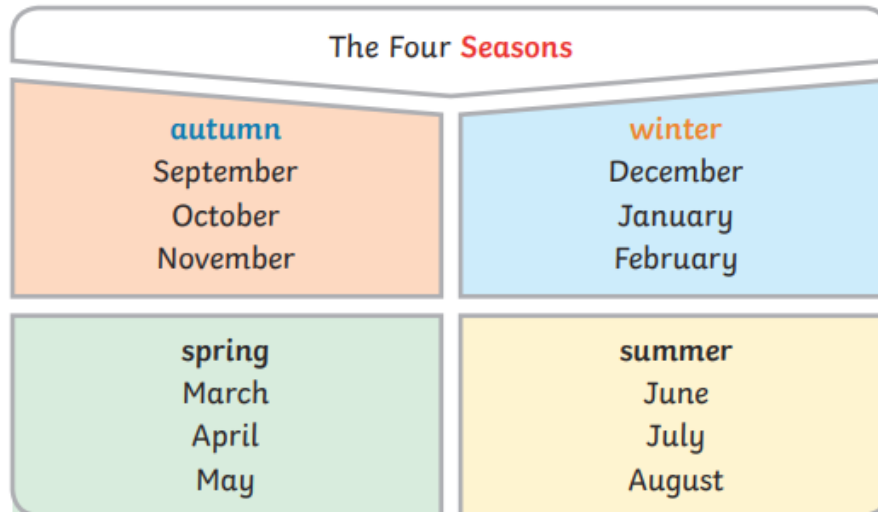 The Four Seasons
autumn
September
October
November
winter
December
January
February
spring
March
April
May
summer
June
July
August